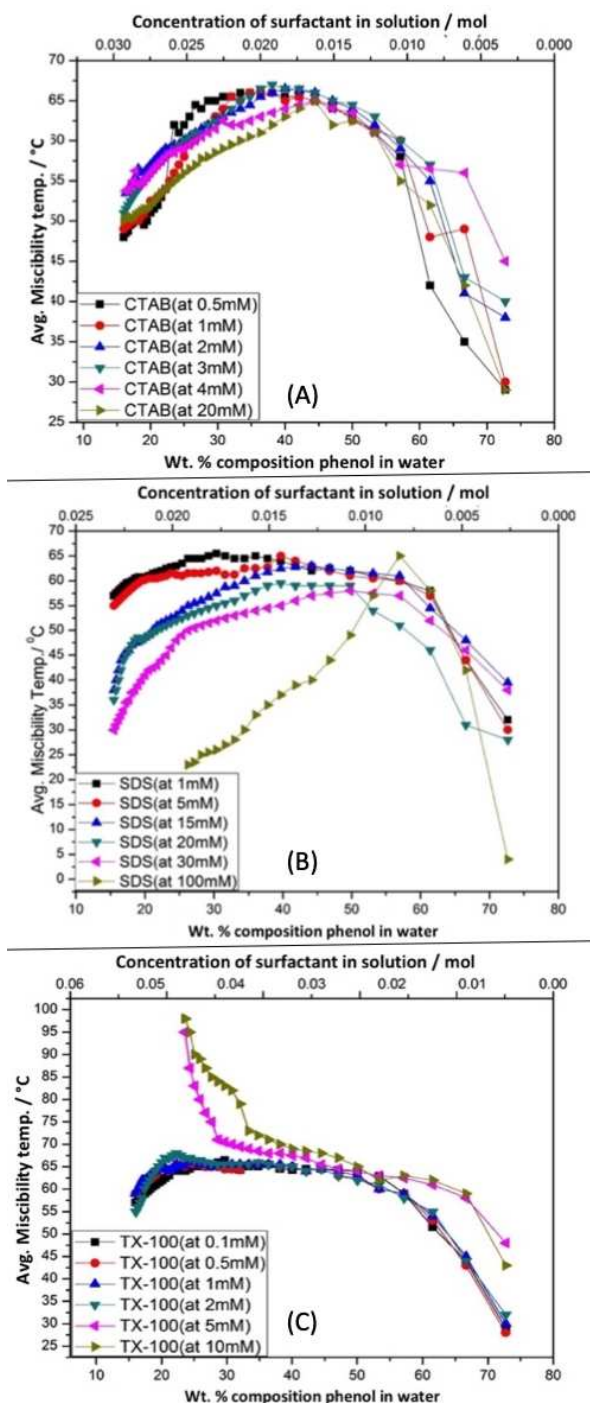 Concentration of surfactant in solution / mol
0.030 0.025 0.020 0.015 0.010 0.005 0.000
70
65
30
55
50
45
40
35
30
25
Avg. Miscibility temp. / °C
CTAB(at 0.5mM)
CTAB(at 1mM)
CTAB(at 2mM)
CTAB(at 3mM)
CTAB(at 4mM)
CTAB(at 20mM)
(A)
10 20 30 40 50 60 70 80
Wt. % composition phenol in water
Concentration of surfactant in solution / mol
0.025 0.020 0.015 0.010 0.005 0.000
70
65
60
55
50
45
40
35
30
25
20
15
10
5
0
Avg. Miscibility Temp./ ⁰C
SDS(at 1mM)
SDS(at 5mM)
SDS(at 15mM)
SDS(at 20mM)
SDS(at 30mM)
SDS(at 100mM)
(B)
10 20 30 40 50 60 70 80
Wt. % composition phenol in water
Concentration of surfactant in solution / mol
0.06 0.05 0.04 0.03 0.02 0.01 0.00
100
95
90
85
80
75
70
65
60
55
50
45
40
35
30
25
Avg. Miscibility temp. / °C
TX-100(at 0.1mM)
TX-100(at 0.5mM)
TX-100(at 1mM)
TX-100(at 2mM)
TX-100(at 5mM)
TX-100(at 10mM)
(C)
10 20 30 40 50 60 70 80
Wt. % composition phenol in water